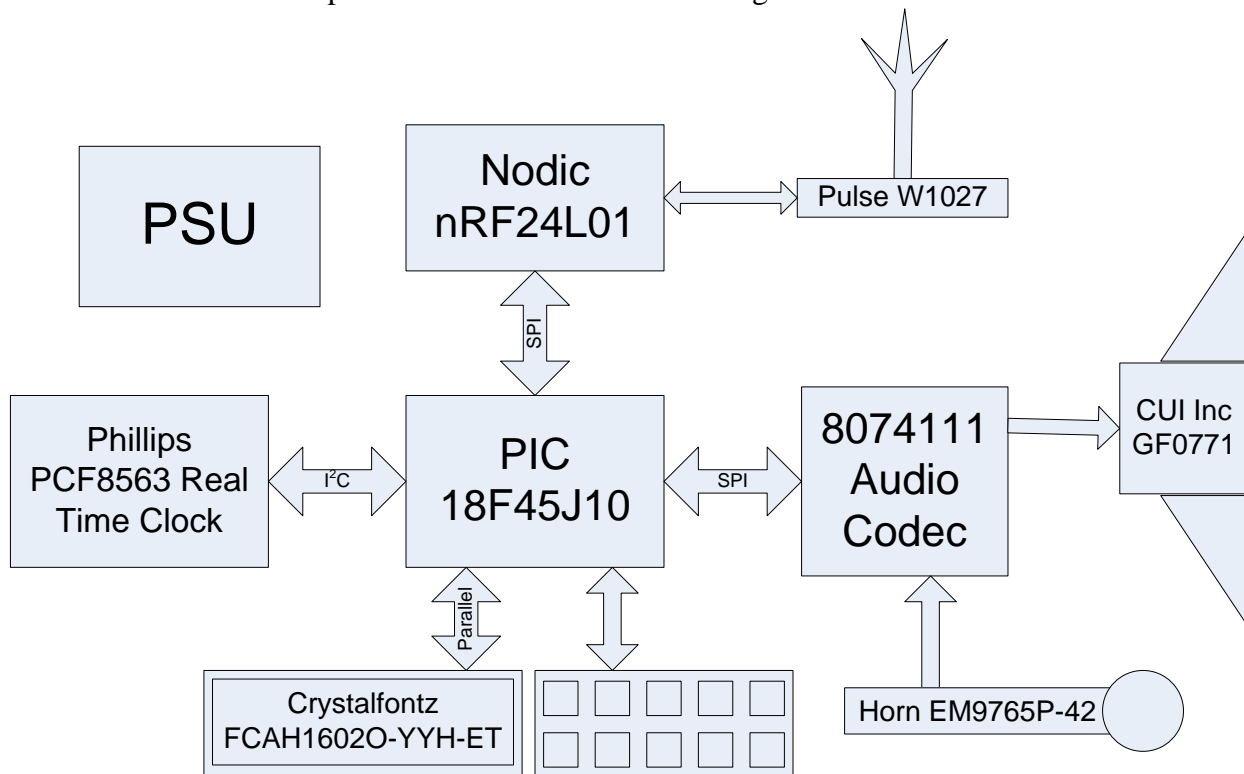 PSU
Nodic
nRF24L01
Pulse W1027
SPI
Phillips
PCF8563 Real
Time Clock
I²C
PIC
18F45J10
SPI
8074111
Audio
Codec
CUI Inc
GF0771
Parallel
Crystalfontz
FCAH1602O-YYH-ET
Horn EM9765P-42